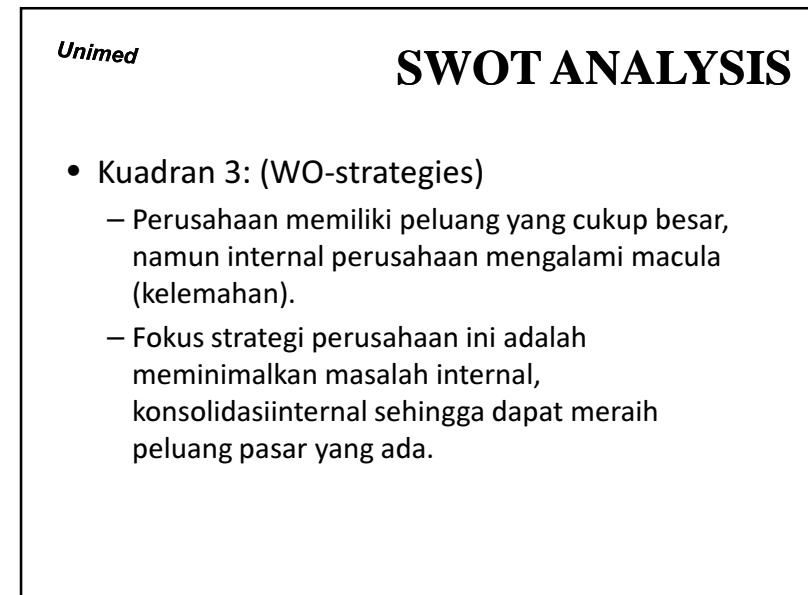 Unimed
SWOT ANALYSIS
• Kuadran 3: (WO-strategies)
– Perusahaan memiliki peluang yang cukup besar,
namun internal perusahaan mengalami macula
(kelemahan).
– Fokus strategi perusahaan ini adalah
meminimalkan masalah internal,
konsolidasiinternal sehingga dapat meraih
peluang pasar yang ada.